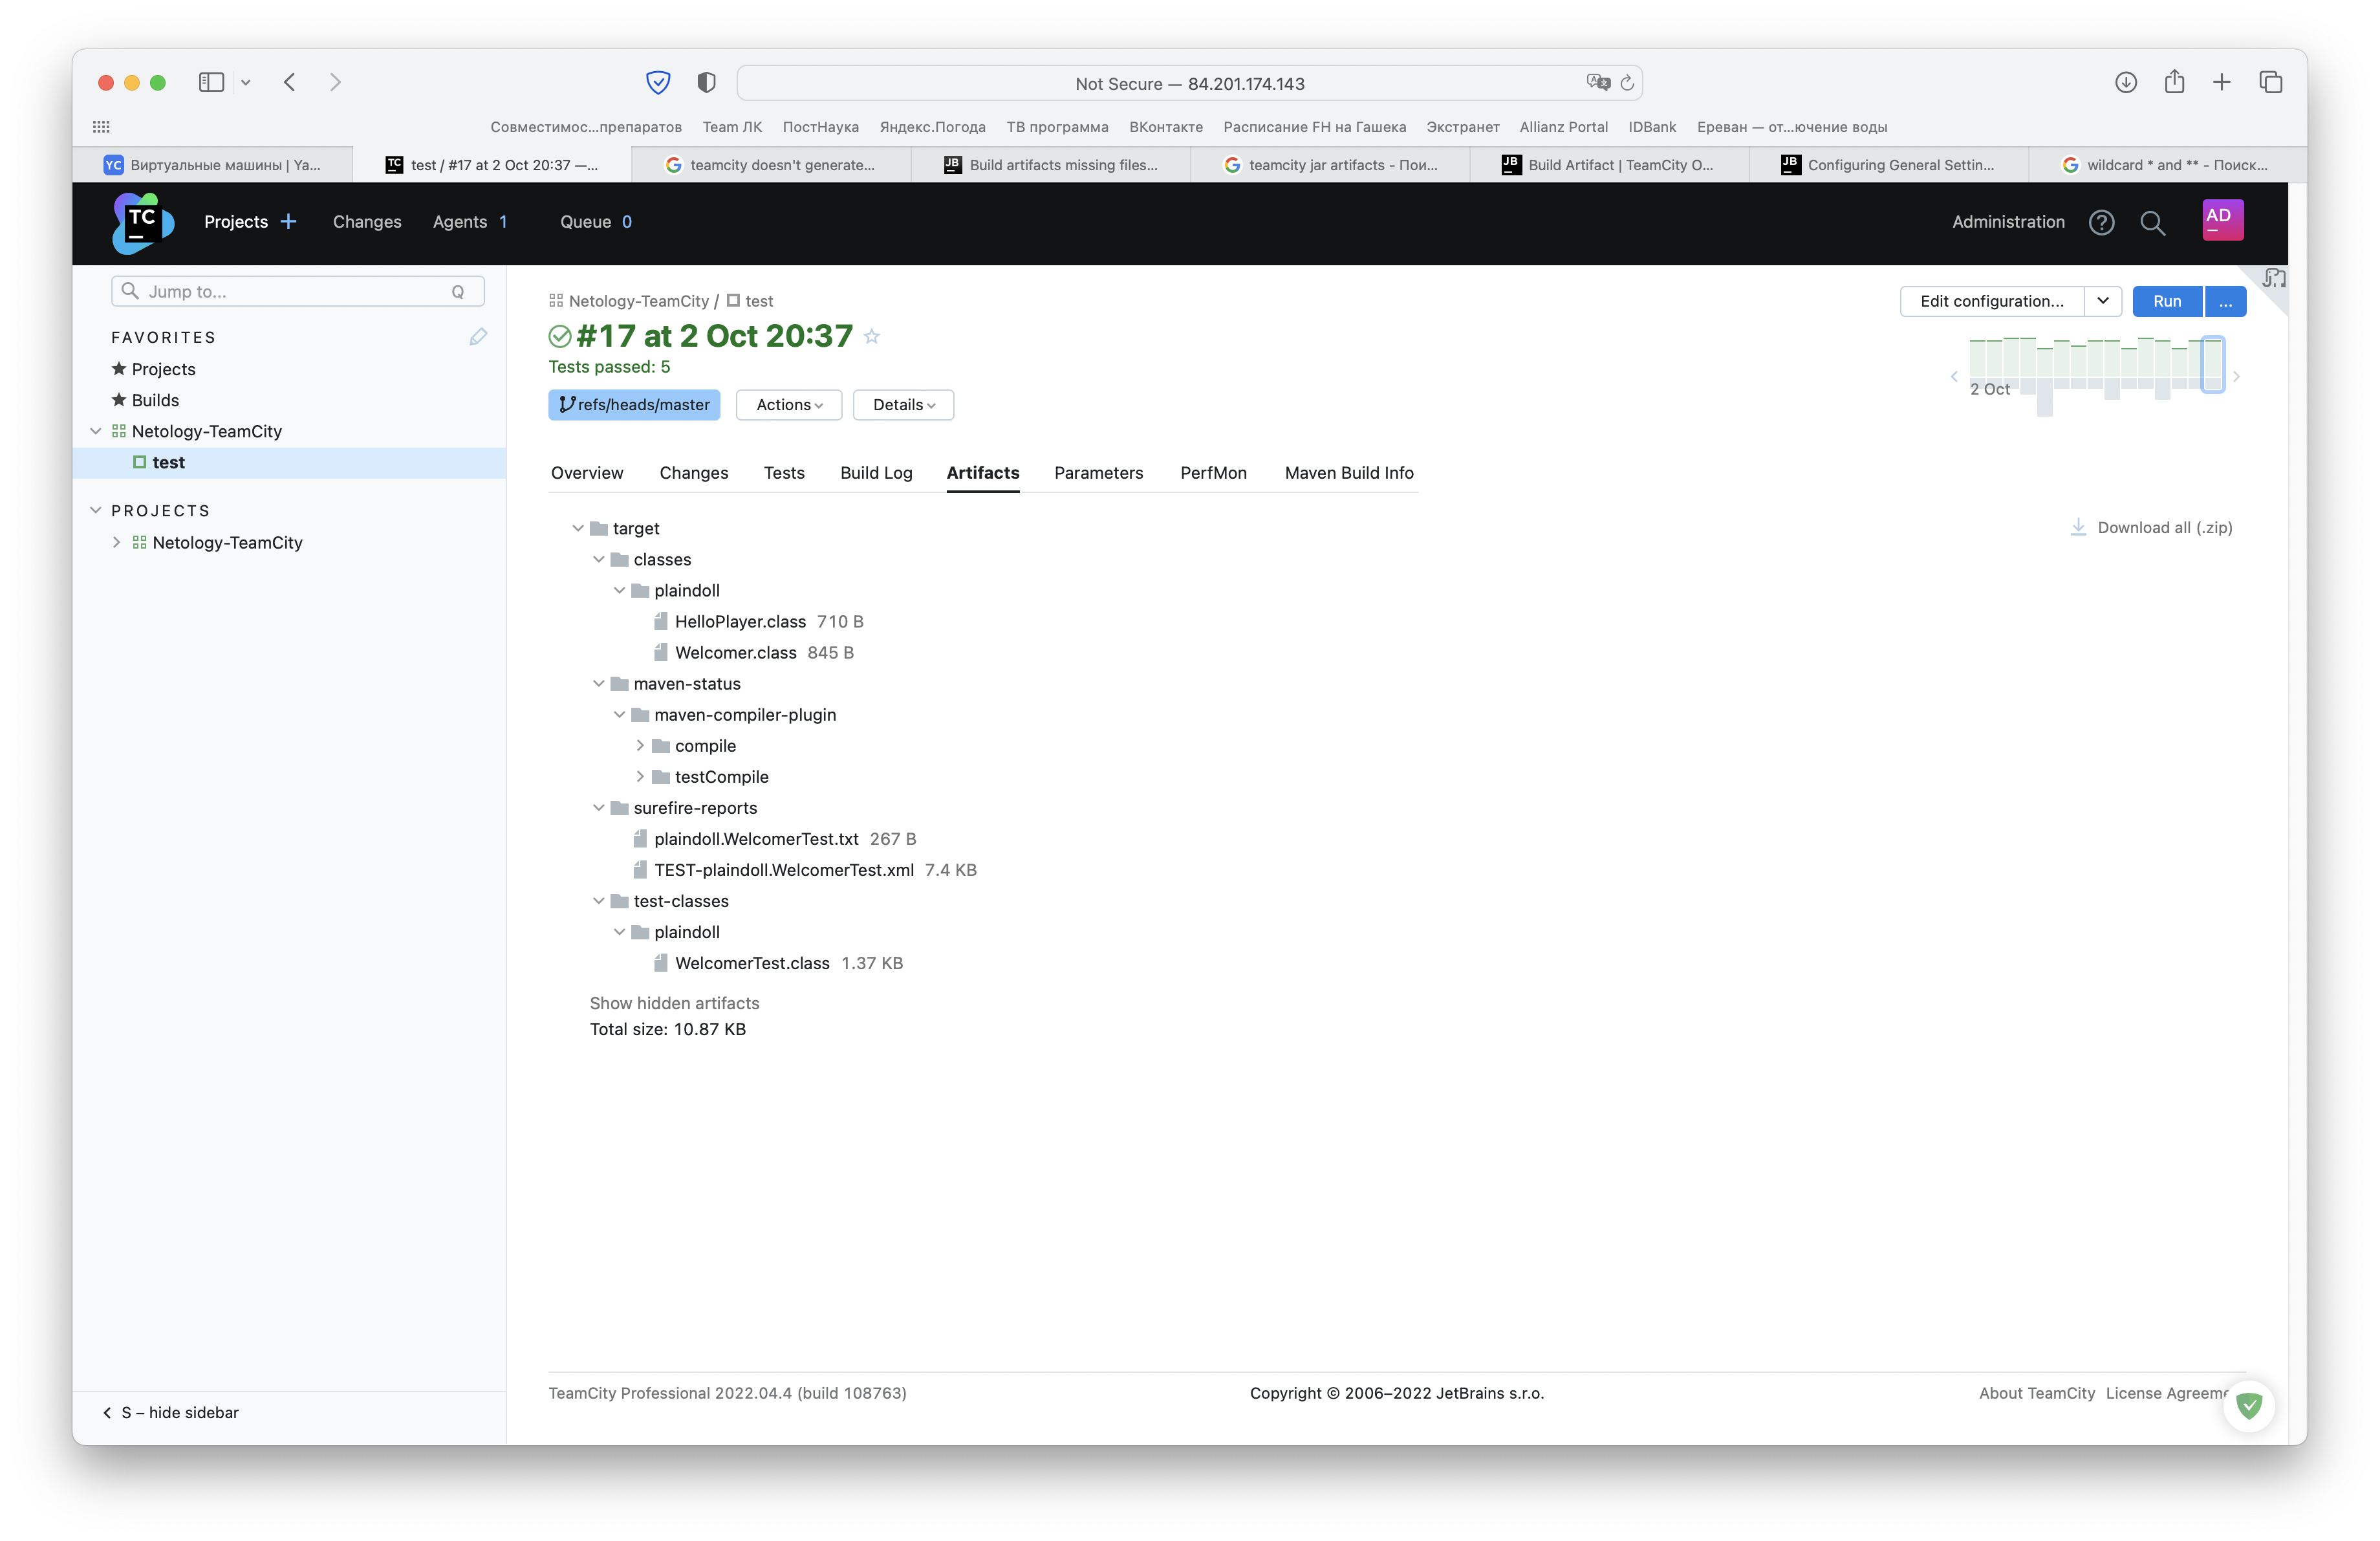 Not Secure — 84.201.174.143
Совместимос...препаратов Team ЛК ПостНаука Яндекс.Погода ТВ программа ВКонтакте Расписание FH на Гашека Экстранет Allianz Portal IDBank Ереван — от...ючение воды
YC Виртуальные машины | Ya...
TC test / #17 at 2 Oct 20:37 —...
teamcity doesn't generate...
JB Build artifacts missing files...
teamcity jar artifacts - Пои...
JB Build Artifact | TeamCity O...
JB Configuring General Settin...
wildcard * and ** - Поиск...
TC Projects + Changes Agents 1 Queue 0 Administration ? AD
Jump to... Q
FAVORITES
Projects
Builds
Netology-TeamCity
test
PROJECTS
Netology-TeamCity
S – hide sidebar
Netology-TeamCity / test
Edit configuration... Run ...
#17 at 2 Oct 20:37
Tests passed: 5
2 Oct
refs/heads/master Actions Details
Overview Changes Tests Build Log Artifacts Parameters PerfMon Maven Build Info
target
Download all (.zip)
classes
plaindoll
HelloPlayer.class 710 B
Welcomer.class 845 B
maven-status
maven-compiler-plugin
compile
testCompile
surefire-reports
plaindoll.WelcomerTest.txt 267 B
TEST-plaindoll.WelcomerTest.xml 7.4 KB
test-classes
plaindoll
WelcomerTest.class 1.37 KB
Show hidden artifacts
Total size: 10.87 KB
TeamCity Professional 2022.04.4 (build 108763) Copyright © 2006–2022 JetBrains s.r.o. About TeamCity License Agreeme